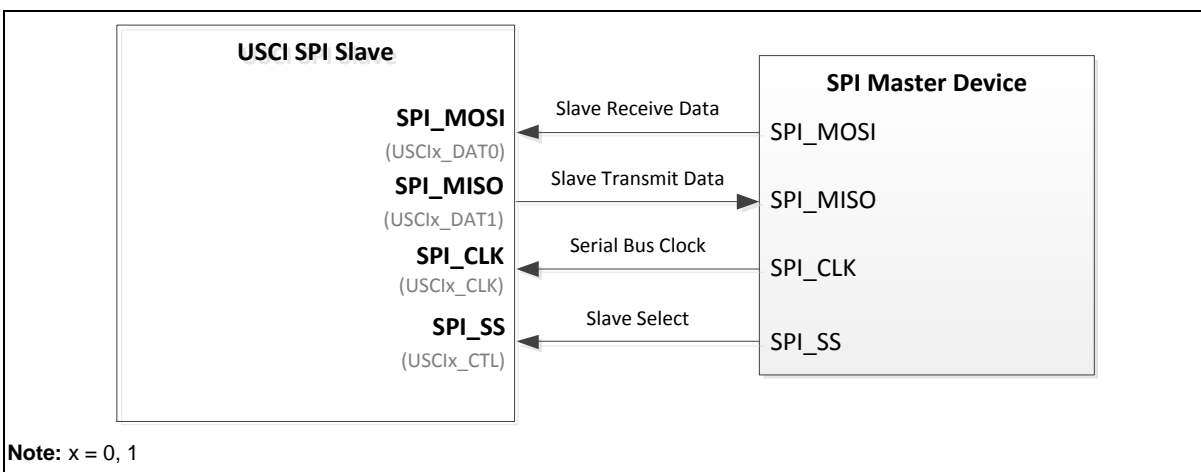 USCI SPI Slave
SPI Master Device
SPI_MOSI
(USCIx_DAT0)
Slave Receive Data
SPI_MOSI
SPI_MISO
(USCIx_DAT1)
Slave Transmit Data
SPI_MISO
SPI_CLK
(USCIx_CLK)
Serial Bus Clock
SPI_CLK
SPI_SS
(USCIx_CTL)
Slave Select
SPI_SS
Note: x = 0, 1